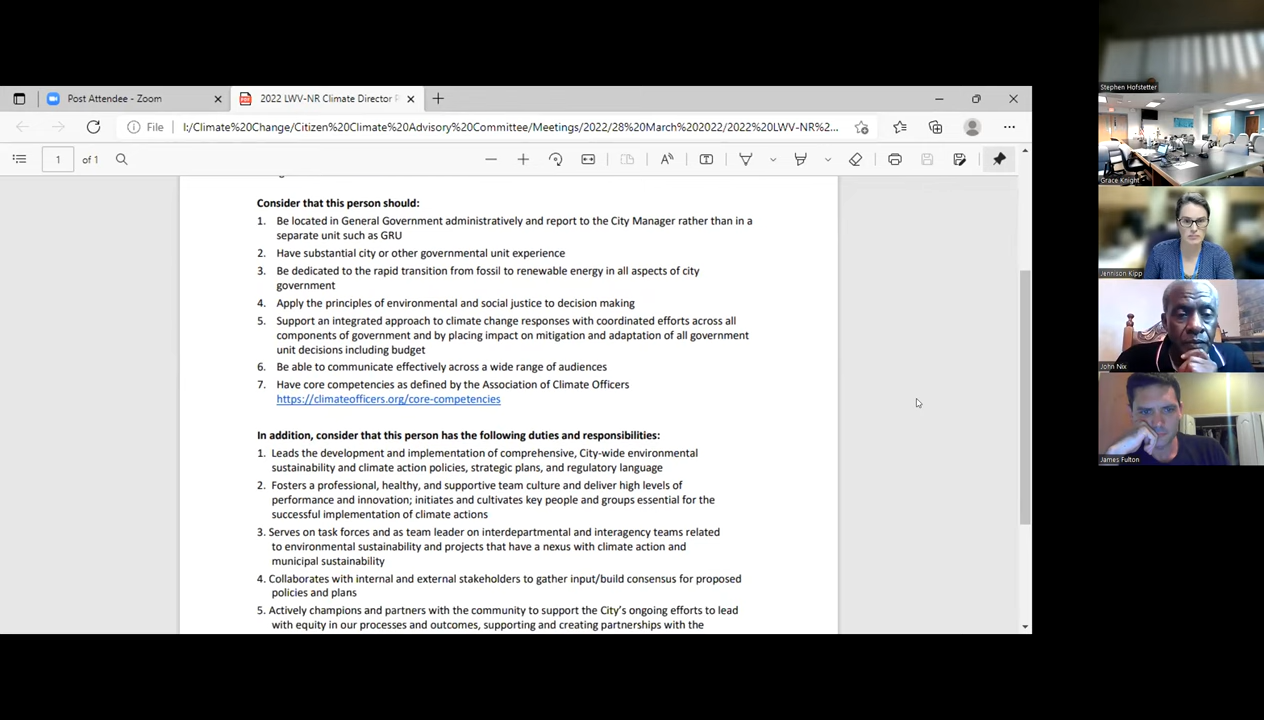 Post Attendee - Zoom
2022 LWV-NR Climate Director P
File
I:/Climate%20Change/Citizen%20Climate%20Advisory%20Committee/Meetings/2022/28%20March%202022/2022%20LWV-NR%2...
1 of 1
Consider that this person should:
1. Be located in General Government administratively and report to the City Manager rather than in a
separate unit such as GRU
2. Have substantial city or other governmental unit experience
3. Be dedicated to the rapid transition from fossil to renewable energy in all aspects of city
government
4. Apply the principles of environmental and social justice to decision making
5. Support an integrated approach to climate change responses with coordinated efforts across all
components of government and by placing impact on mitigation and adaptation of all government
unit decisions including budget
6. Be able to communicate effectively across a wide range of audiences
7. Have core competencies as defined by the Association of Climate Officers
https://climateofficers.org/core-competencies
In addition, consider that this person has the following duties and responsibilities:
1. Leads the development and implementation of comprehensive, City-wide environmental
sustainability and climate action policies, strategic plans, and regulatory language
2. Fosters a professional, healthy, and supportive team culture and deliver high levels of
performance and innovation; initiates and cultivates key people and groups essential for the
successful implementation of climate actions
3. Serves on task forces and as team leader on interdepartmental and interagency teams related
to environmental sustainability and projects that have a nexus with climate action and
municipal sustainability
4. Collaborates with internal and external stakeholders to gather input/build consensus for proposed
policies and plans
5. Actively champions and partners with the community to support the City's ongoing efforts to lead
with equity in our processes and outcomes, supporting and creating partnerships with the
Stephen Hofstetter
Grace Knight
Jennison Kipp
John Nix
James Fulton